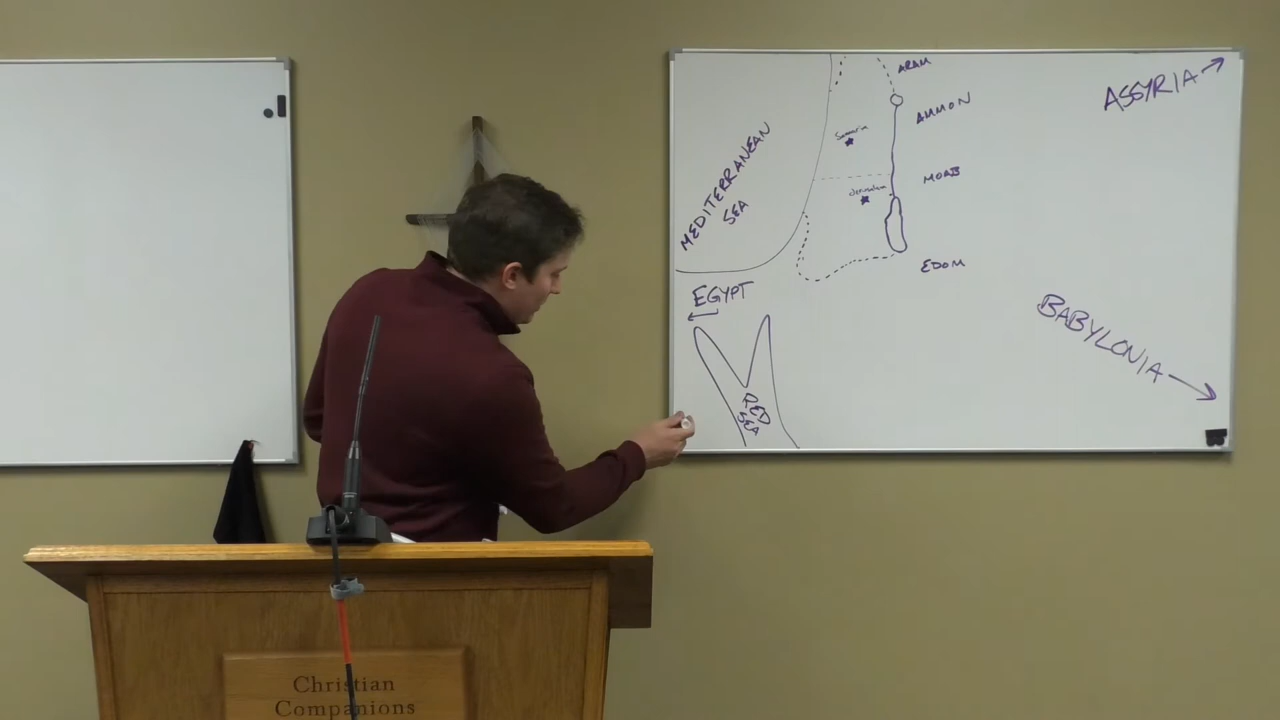 ARAM
ASSYRIA
AMMON
MEDITERRANEAN
SEA
Samaria
MOAB
Jerusalem
EDOM
EGYPT
BABYLONIA
RED
SEA
Christian
Companions